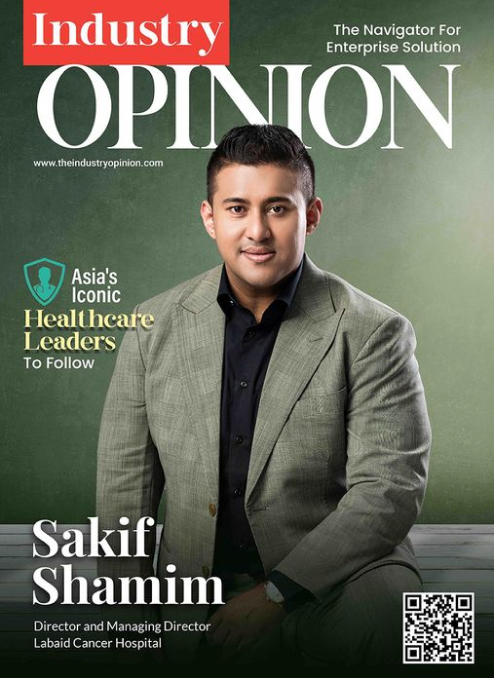 Industry
The Navigator For
Enterprise Solution
OPINION
www.theindustryopinion.com
Asia's
Iconic
Healthcare
Leaders
To Follow
Sakif
Shamim
Director and Managing Director
Labaid Cancer Hospital